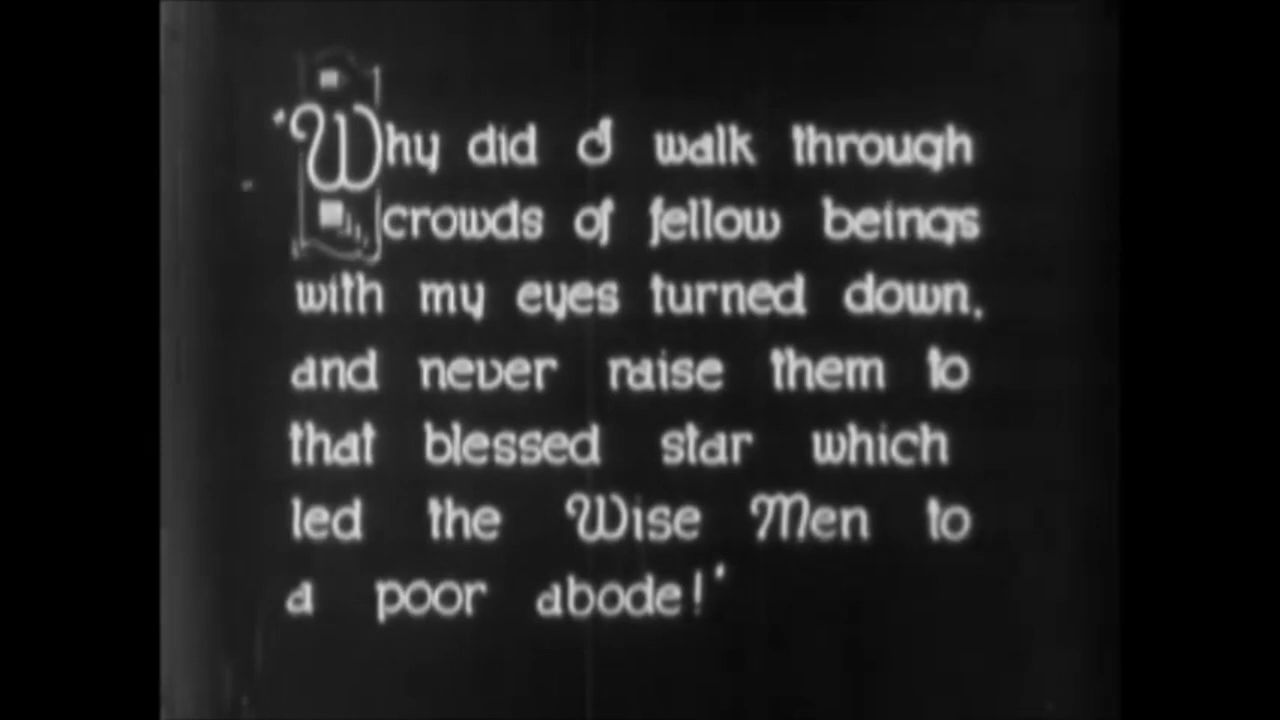 'Why did I walk through
crowds of fellow beings
with my eyes turned down,
and never raise them to
that blessed star which
led the Wise Men to
a poor abode!'